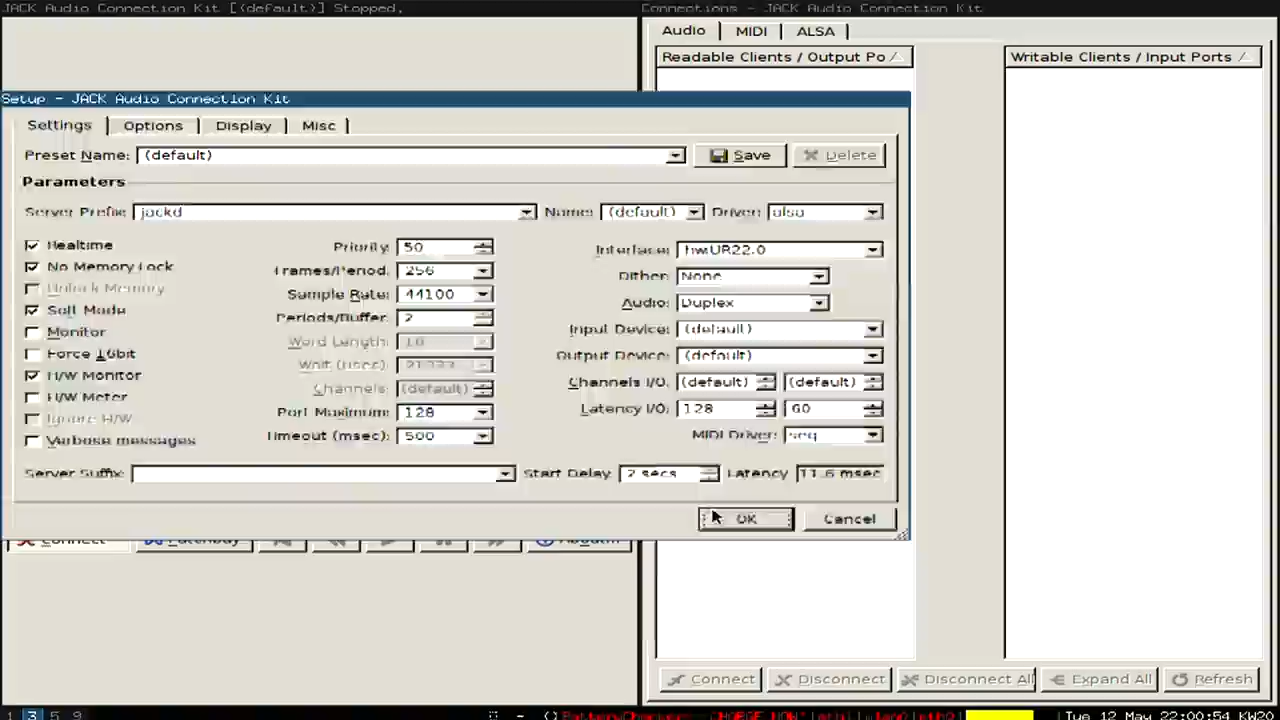 JACK Audio Connection Kit [(default)] Stopped.
Connections - JACK Audio Connection Kit
Audio MIDI ALSA
Readable Clients / Output Po
Writable Clients / Input Ports
Setup - JACK Audio Connection Kit
Settings Options Display Misc
Preset Name: (default) Save Delete
Parameters
Server Prefix: jackd Name: (default) Driver: alsa
Realtime Priority: 50 Interface: hw:UR22.0
No Memory Lock Frames/Period: 256 Dither: None
Unlock Memory Sample Rate: 44100 Audio: Duplex
Soft Mode Periods/Buffer: 2 Input Device: (default)
Monitor Word Length: 16 Output Device: (default)
Force 16bit Wait (usec): 21333 Channels I/O: (default) (default)
H/W Monitor Channels: (default) Latency I/O: 128 60
H/W Meter Port Maximum: 128 MIDI Driver: seq
Ignore H/W Timeout (msec): 500
Verbose messages
Server Suffix: Start Delay: 2 secs Latency: 11.6 msec
OK Cancel
Connect Patchbay About...
Connect Disconnect Disconnect All Expand All Refresh
1 3 5 9 Tue 12 May 22:00:54 KW20